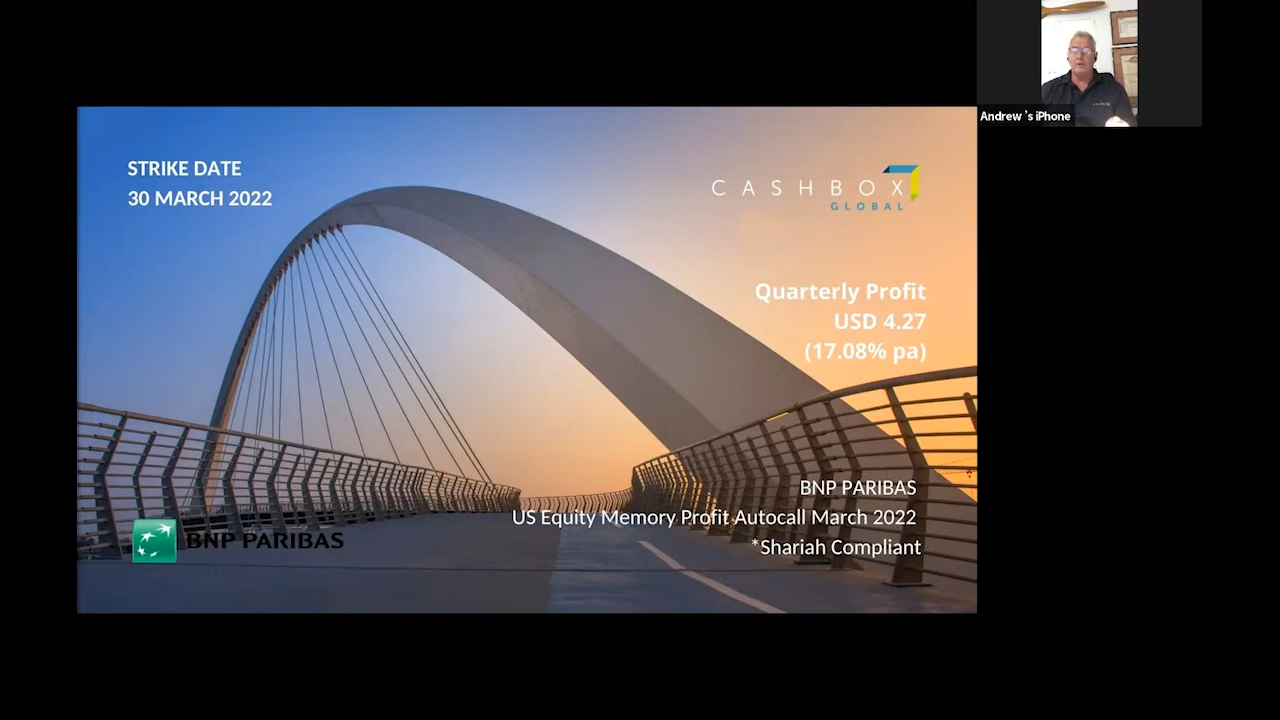 STRIKE DATE
30 MARCH 2022
CASHBOX
GLOBAL
Quarterly Profit
USD 4.27
(17.08% pa)
BNP PARIBAS
US Equity Memory Profit Autocall March 2022
*Shariah Compliant
BNP PARIBAS
Andrew 's iPhone